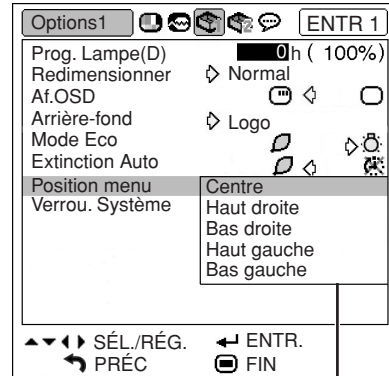 Options1 ENTR 1
Prog. Lampe(D) 0 h ( 100%)
Redimensionner Normal
Af.OSD
Arrière-fond Logo
Mode Eco
Extinction Auto
Position menu Centre
Verrou. Système Haut droite
Bas droite
Haut gauche
Bas gauche
SÉL./RÉG. ENTR.
PRÉC FIN